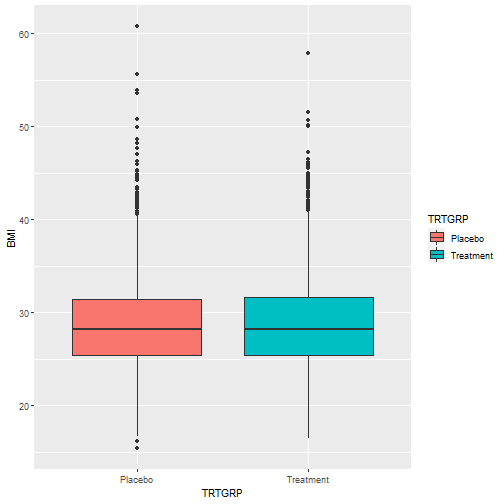 60
50
40
30
20
BMI
Placebo
Treatment
TRTGRP
TRTGRP
Placebo
Treatment